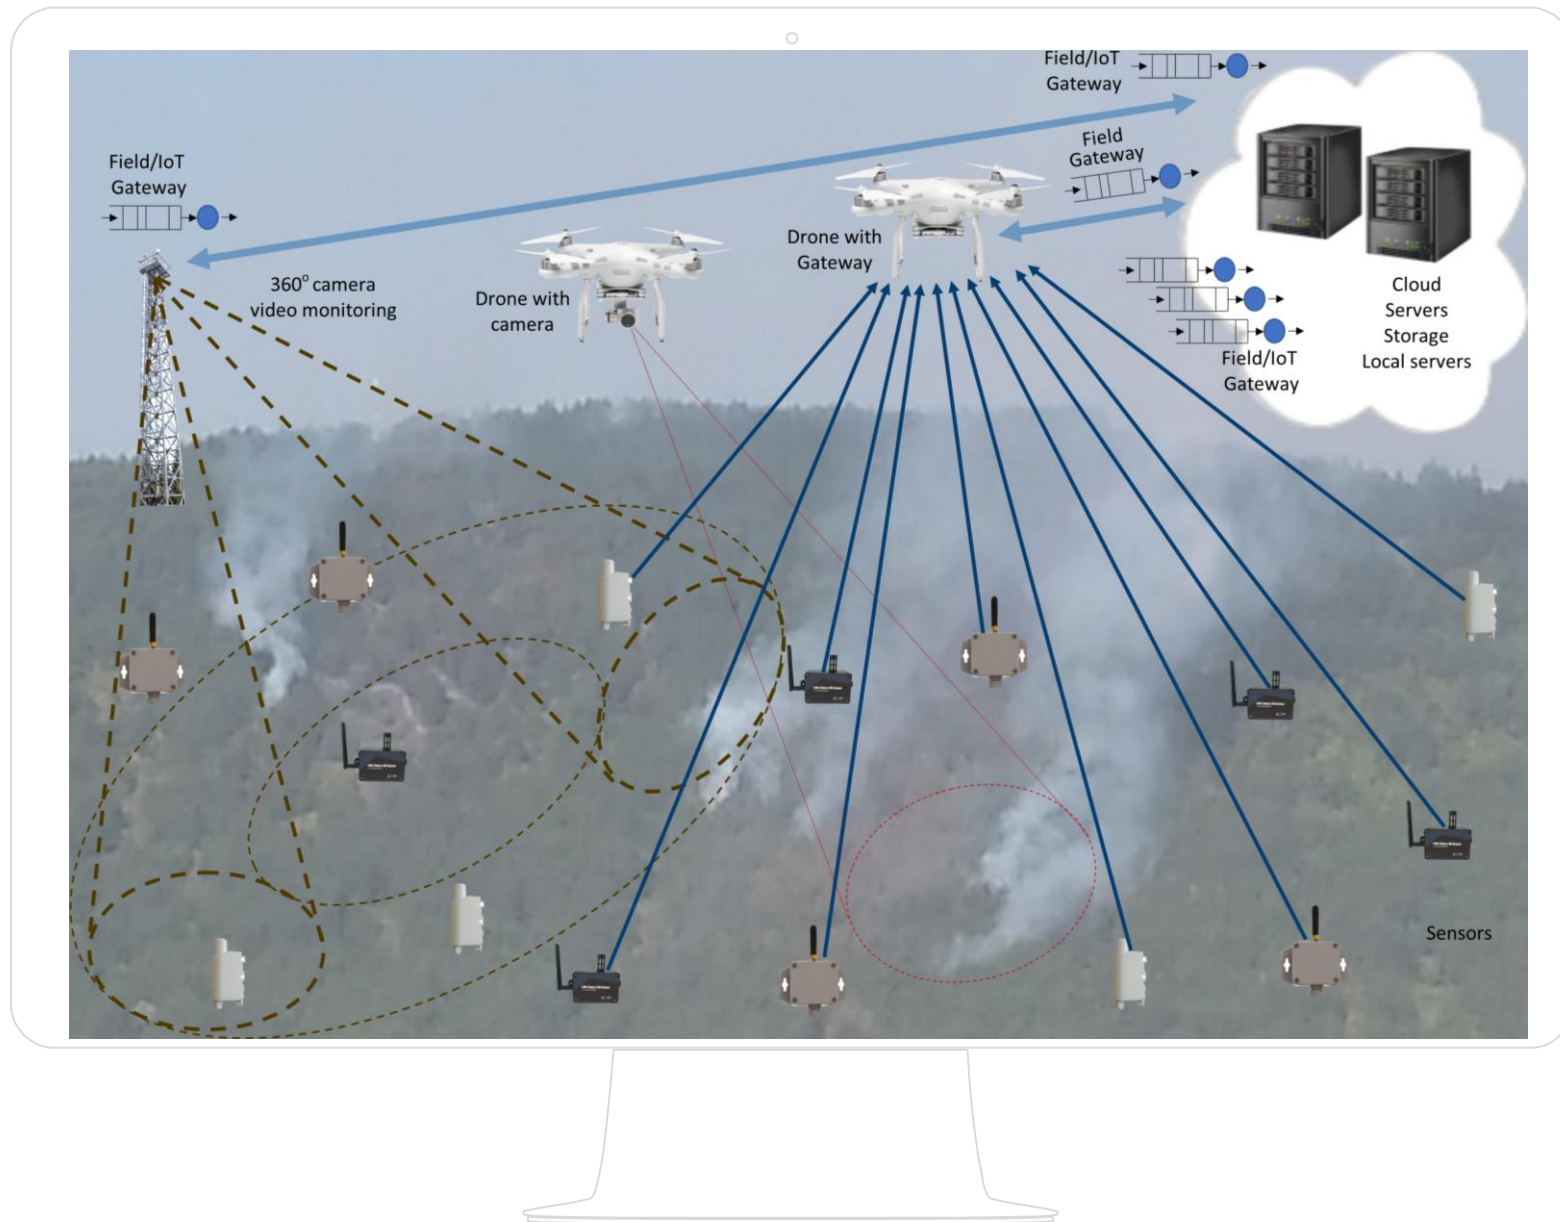 Field/IoT
Gateway
Field
Gateway
Field/IoT
Gateway
360° camera
video monitoring
Drone with
camera
Drone with
Gateway
Cloud
Servers
Storage
Local servers
Field/IoT
Gateway
Sensors